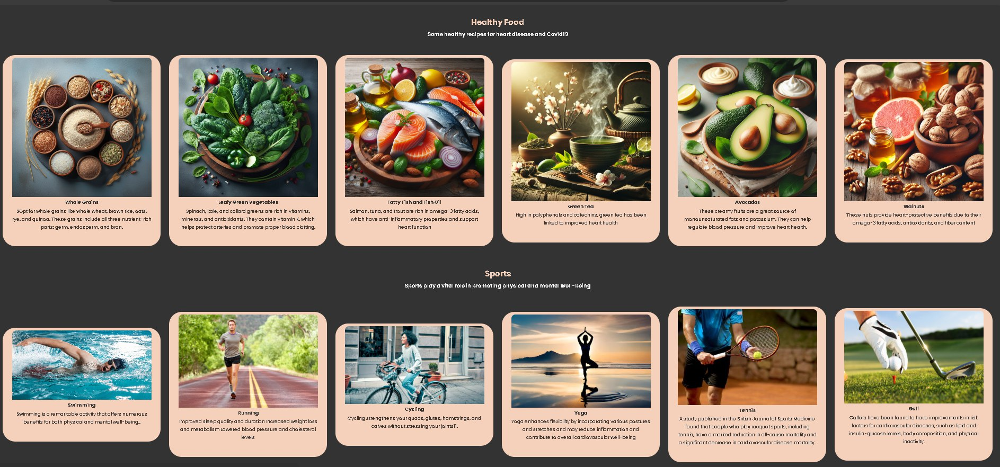 Healthy Food
Some healthy recipes for heart disease and Covid19
Whole Grains
SOpt for whole grains like whole wheat, brown rice, oats,
rye, and quinoa. These grains include all three nutrient-rich
parts: germ, endosperm, and bran.
Leafy Green Vegetables
Spinach, kale, and collard greens are rich in vitamins,
minerals, and antioxidants. They contain vitamin K, which
helps protect arteries and promote proper blood clotting.
Fatty Fish and Fish Oil
Salmon, tuna, and trout are rich in omega-3 fatty acids,
which have anti-inflammatory properties and support
heart function
Green Tea
High in polyphenols and catechins, green tea has been
linked to improved heart health
Avocados
These creamy fruits are a great source of
monounsaturated fats and potassium. They can help
regulate blood pressure and improve heart health.
Walnuts
These nuts provide heart-protective benefits due to their
omega-3 fatty acids, antioxidants, and fiber content
Sports
Sports play a vital role in promoting physical and mental well-being
Swimming
Swimming is a remarkable activity that offers numerous
benefits for both physical and mental well-being..
Running
Improved sleep quality and duration Increased weight loss
and metabolism Lowered blood pressure and cholesterol
levels
Cycling
Cycling strengthens your quads, glutes, hamstrings, and
calves without stressing your joints11.
Yoga
Yoga enhances flexibility by incorporating various postures
and stretches and may reduce inflammation and
contribute to overall cardiovascular well-being
Tennis
A study published in the British Journal of Sports Medicine
found that people who play racquet sports, including
tennis, have a marked reduction in all-cause mortality and
a significant decrease in cardiovascular disease mortality.
Golf
Golfers have been found to have improvements in risk
factors for cardiovascular diseases, such as lipid and
insulin-glucose levels, body composition, and physical
inactivity.